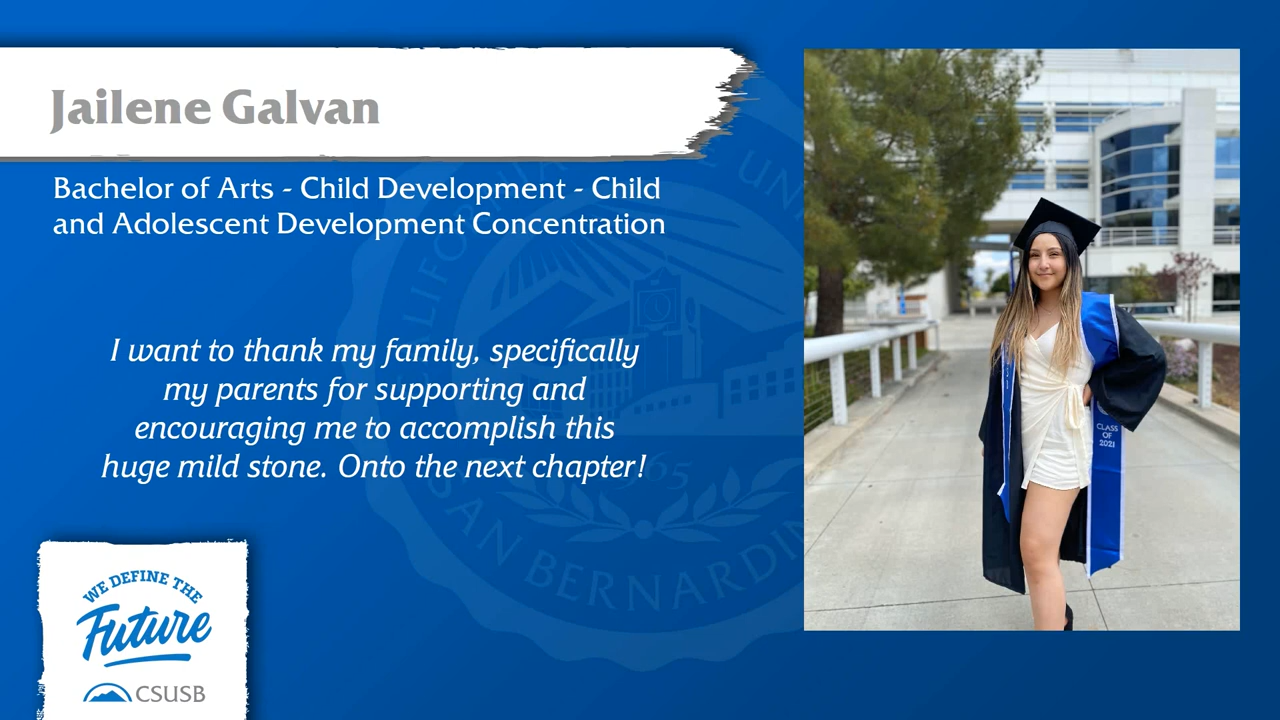 Jailene Galvan
Bachelor of Arts - Child Development - Child
and Adolescent Development Concentration
I want to thank my family, specifically
my parents for supporting and
encouraging me to accomplish this
huge mild stone. Onto the next chapter!
WE DEFINE THE
Future
CSUSB
CLASS
OF
2021
SAN BERNARDIN